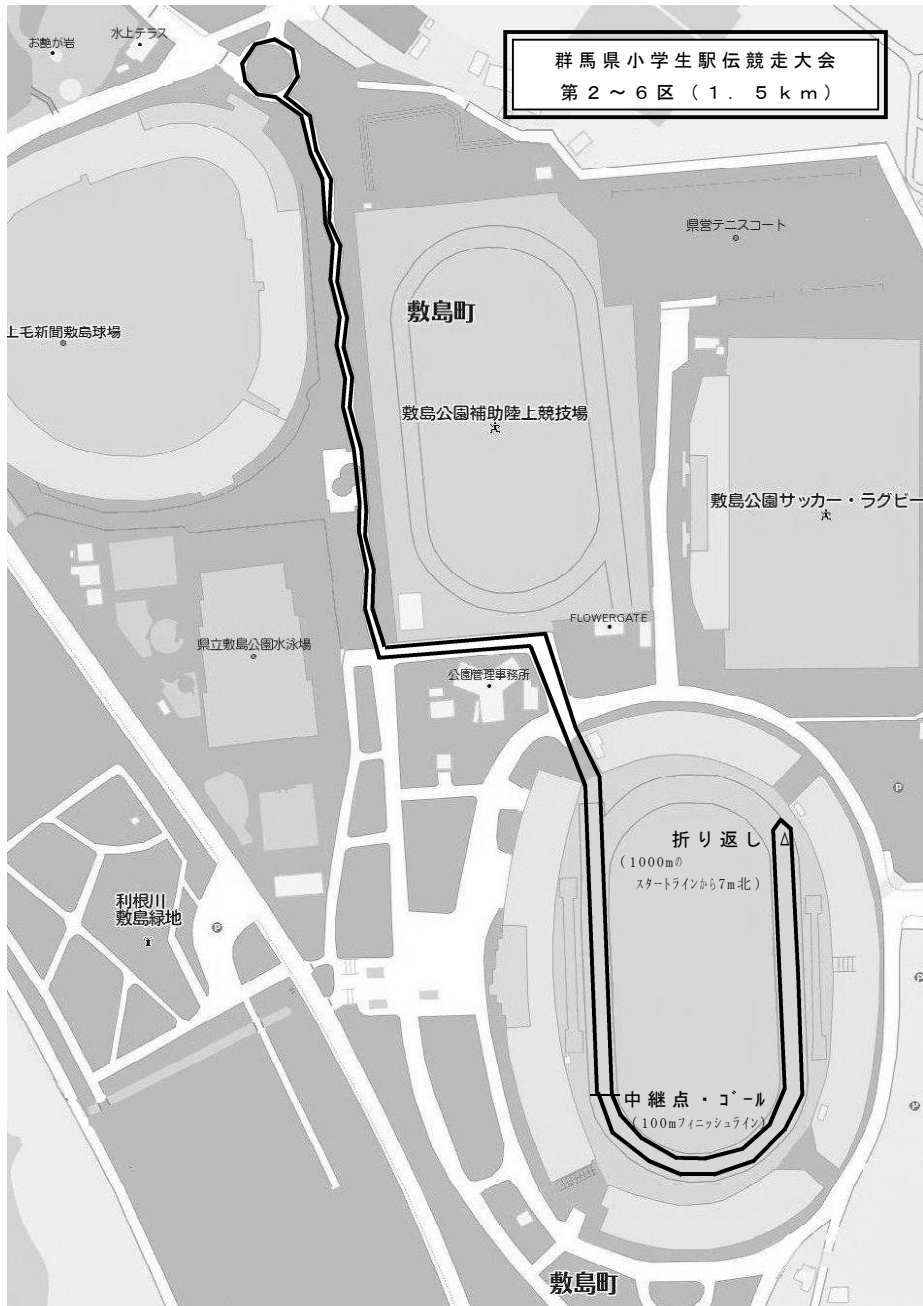 お艶が岩
水上テラス
群馬県小学生駅伝競走大会
第2～6区（1．5km）
県営テニスコート
敷島町
上毛新聞敷島球場
敷島公園補助陸上競技場
敷島公園サッカー・ラグビー
FLOWERGATE
県立敷島公園水泳場
公園管理事務所
P
折り返し
(1000mの
スタートラインから7m北)
利根川
敷島緑地
P
P
中継点・ゴール
(100mフィニッシュライン)
P
敷島町